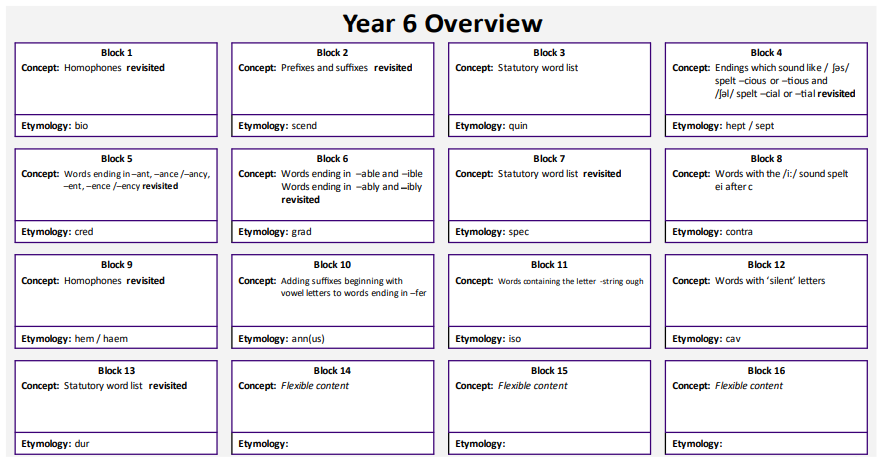 Year 6 Overview
Block 1
Concept: Homophones revisited
Etymology: bio
Block 2
Concept: Prefixes and suffixes revisited
Etymology: scend
Block 3
Concept: Statutory word list
Etymology: quin
Block 4
Concept: Endings which sound like / ʃəs/
spelt –cious or –tious and
/ʃəl/ spelt –cial or –tial revisited
Etymology: hept / sept
Block 5
Concept: Words ending in –ant, –ance /–ancy,
–ent, –ence /–ency revisited
Etymology: cred
Block 6
Concept: Words ending in –able and –ible
Words ending in –ably and –ibly
revisited
Etymology: grad
Block 7
Concept: Statutory word list revisited
Etymology: spec
Block 8
Concept: Words with the /i:/ sound spelt
ei after c
Etymology: contra
Block 9
Concept: Homophones revisited
Etymology: hem / haem
Block 10
Concept: Adding suffixes beginning with
vowel letters to words ending in –fer
Etymology: ann(us)
Block 11
Concept: Words containing the letter -string ough
Etymology: iso
Block 12
Concept: Words with ‘silent’ letters
Etymology: cav
Block 13
Concept: Statutory word list revisited
Etymology: dur
Block 14
Concept: Flexible content
Etymology:
Block 15
Concept: Flexible content
Etymology:
Block 16
Concept: Flexible content
Etymology: